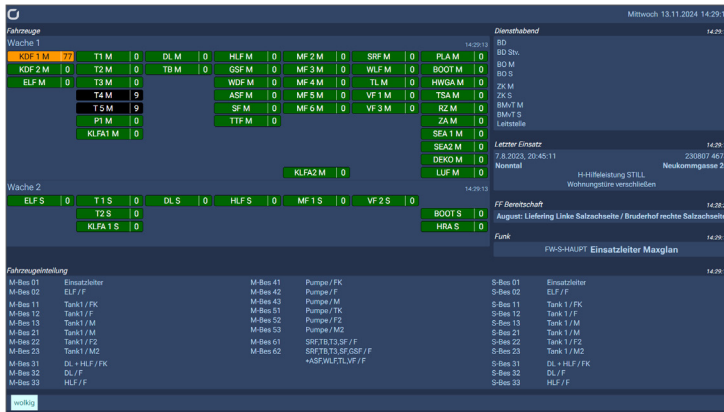 Mittwoch 13.11.2024 14:29:1
Fahrzeuge
Wache 1 14:29:13
KDF 1 M 77 T1 M 0 DL M 0 HLF M 0 MF 2 M 0 SRF M 0 PLA M 0
KDF 2 M 0 T2 M 0 TB M 0 GSF M 0 MF 3 M 0 WLF M 0 BOOT M 0
ELF M 0 T3 M 0 WDF M 0 MF 4 M 0 TL M 0 HWGA M 0
T4 M 9 ASF M 0 MF 5 M 0 VF 1 M 0 TSA M 0
T 5 M 9 SF M 0 MF 6 M 0 VF 3 M 0 RZ M 0
P1 M 0 TTF M 0 ZA M 0
KLFA1 M 0 SEA 1 M 0
SEA2 M 0
DEKO M 0
KLFA2 M 0 LUF M 0
Wache 2 14:29:13
ELF S 0 T 1 S 0 DL S 0 HLF S 0 MF 1 S 0 VF 2 S 0
T2 S 0 BOOT S 0
KLFA 1 S 0 HRA S 0
Diensthabend 14:29:
BD
BD Stv.
BO M
BO S
ZK M
ZK S
BMvT M
BMvT S
Leitstelle
Letzter Einsatz 14:29:
7.8.2023, 20:45:11 230807 467
Nonntal Neukommgasse 2
H-Hilfeleistung STILL
Wohnungstüre verschließen
FF Bereitschaft 14:28:
August: Liefering Linke Salzachseite / Bruderhof rechte Salzachseite
Funk 14:29:
FW-S-HAUPT Einsatzleiter Maxglan
Fahrzeugeinteilung 14:29:
M-Bes 01 Einsatzleiter
M-Bes 02 ELF / F
M-Bes 11 Tank1 / FK
M-Bes 12 Tank1 / F
M-Bes 13 Tank1 / M
M-Bes 21 Tank1 / M
M-Bes 22 Tank1 / F2
M-Bes 23 Tank1 / M2
M-Bes 31 DL + HLF / FK
M-Bes 32 DL / F
M-Bes 33 HLF / F
M-Bes 41 Pumpe / FK
M-Bes 42 Pumpe / F
M-Bes 43 Pumpe / M
M-Bes 51 Pumpe / TK
M-Bes 52 Pumpe / F2
M-Bes 53 Pumpe / M2
M-Bes 61 SRF,TB,T3,SF / F
M-Bes 62 SRF,TB,T3,SF,GSF / F
+ASF,WLF,TL,VF / F
S-Bes 01 Einsatzleiter
S-Bes 02 ELF / F
S-Bes 11 Tank 1 / FK
S-Bes 12 Tank 1 / F
S-Bes 13 Tank 1 / M
S-Bes 21 Tank 1 / M
S-Bes 22 Tank 1 / F2
S-Bes 23 Tank 1 / M2
S-Bes 31 DL + HLF / FK
S-Bes 32 DL / F
S-Bes 33 HLF / F
wolkig